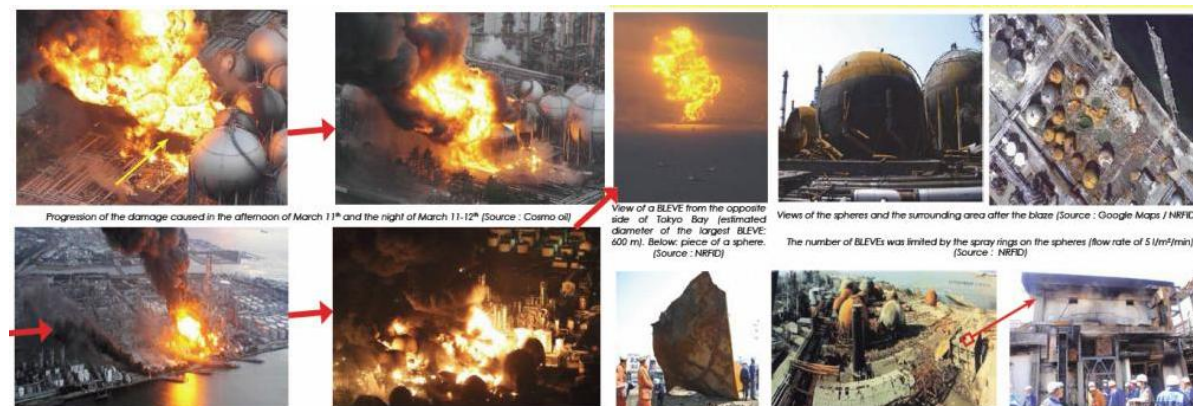 Progression of the damage caused in the afternoon of March 11th and the night of March 11-12th (Source : Cosmo oil)
View of a BLEVE from the opposite
side of Tokyo Bay (estimated
diameter of the largest BLEVE:
600 m). Below: piece of a sphere.
(Source : NRFID)
Views of the spheres and the surrounding area after the blaze (Source : Google Maps / NRFID
The number of BLEVEs was limited by the spray rings on the spheres (flow rate of 5 l/m²/min)
(Source : NRFID)